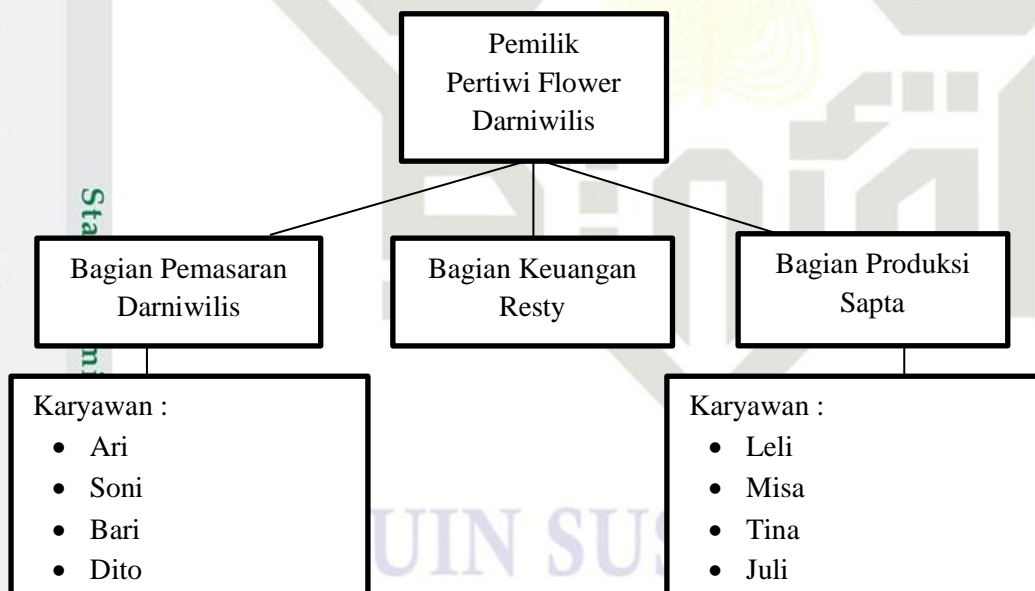 Pemilik
Pertiwi Flower
Darniwilis
Bagian Pemasaran
Darniwilis
Bagian Keuangan
Resty
Bagian Produksi
Sapta
Karyawan :
• Ari
• Soni
• Bari
• Dito
Karyawan :
• Leli
• Misa
• Tina
• Juli
UIN SUS